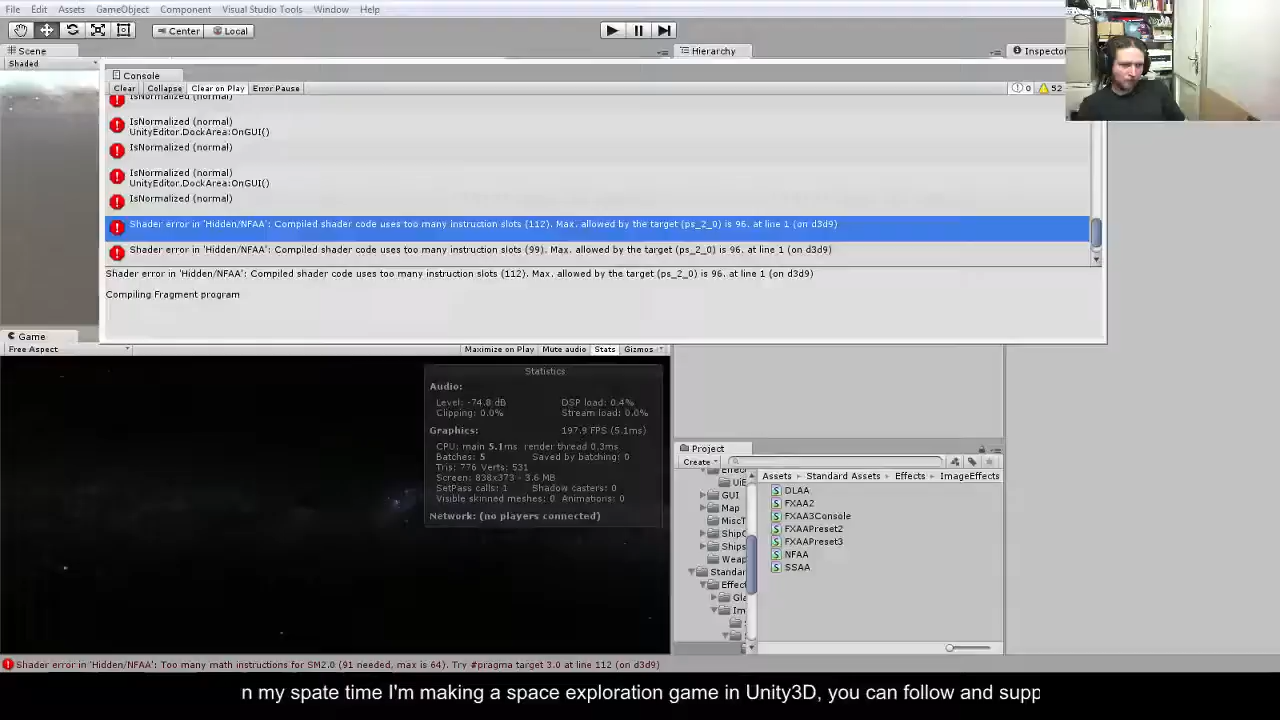 File Edit Assets GameObject Component Visual Studio Tools Window Help
Center Local
Scene
Hierarchy
Inspector
Shaded
Console
Clear Collapse Clear on Play Error Pause
0 52
IsNormalized (normal)
IsNormalized (normal)
UnityEditor.DockArea:OnGUI()
IsNormalized (normal)
IsNormalized (normal)
UnityEditor.DockArea:OnGUI()
IsNormalized (normal)
Shader error in 'Hidden/NFAA': Compiled shader code uses too many instruction slots (112). Max. allowed by the target (ps_2_0) is 96. at line 1 (on d3d9)
Shader error in 'Hidden/NFAA': Compiled shader code uses too many instruction slots (99). Max. allowed by the target (ps_2_0) is 96. at line 1 (on d3d9)
Shader error in 'Hidden/NFAA': Compiled shader code uses too many instruction slots (112). Max. allowed by the target (ps_2_0) is 96. at line 1 (on d3d9)
Compiling Fragment program
Game
Free Aspect
Maximize on Play Mute audio Stats Gizmos
Statistics
Audio:
Level: -74.8 dB DSP load: 0.4%
Clipping: 0.0% Stream load: 0.0%
Graphics: 197.9 FPS (5.1ms)
CPU: main 5.1ms render thread 0.3ms
Batches: 5 Saved by batching: 0
Tris: 776 Verts: 531
Screen: 838x373 - 3.6 MB
SetPass calls: 1 Shadow casters: 0
Visible skinned meshes: 0 Animations: 0
Network: (no players connected)
Project
Create
Effects
UiE
GUI
Map
MiscT
ShipC
Ships
Weap
Standar
Effect
Gla
Im
Assets Standard Assets Effects ImageEffects
DLAA
FXAA2
FXAA3Console
FXAAPreset2
FXAAPreset3
NFAA
SSAA
Shader error in 'Hidden/NFAA': Too many math instructions for SM2.0 (91 needed, max is 64). Try #pragma target 3.0 at line 112 (on d3d9)
n my spate time I'm making a space exploration game in Unity3D, you can follow and supp